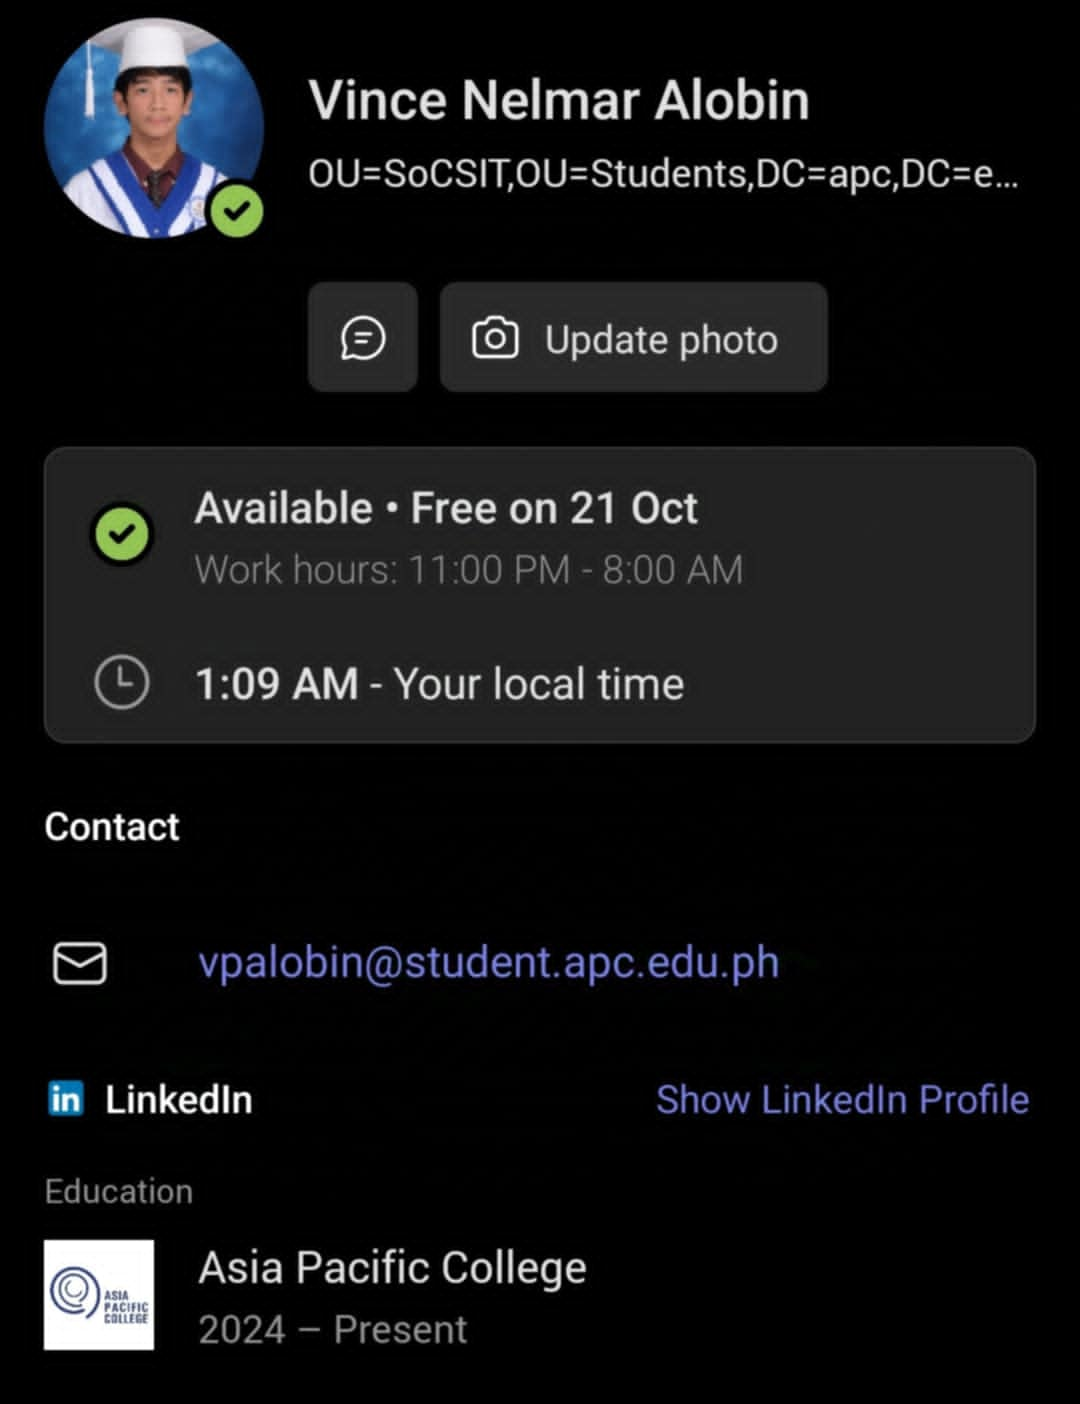 Vince Nelmar Alobin
OU=SoCSIT,OU=Students,DC=apc,DC=e...
Update photo
Available • Free on 21 Oct
Work hours: 11:00 PM - 8:00 AM
1:09 AM - Your local time
Contact
vpalobin@student.apc.edu.ph
in LinkedIn
Show LinkedIn Profile
Education
ASIA
PACIFIC
COLLEGE
Asia Pacific College
2024 – Present